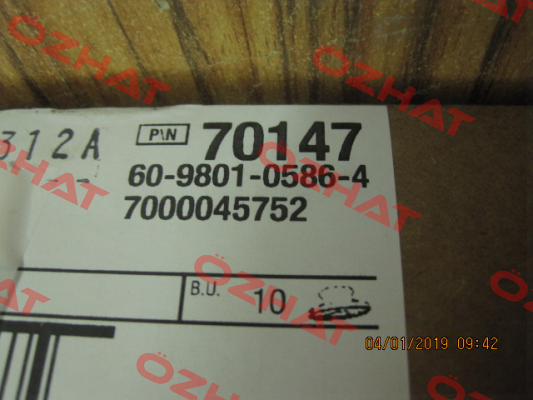 OZHAT
312A P\N 70147
60-9801-0586-4
7000045752
B.U. 10
04/01/2019 09:42